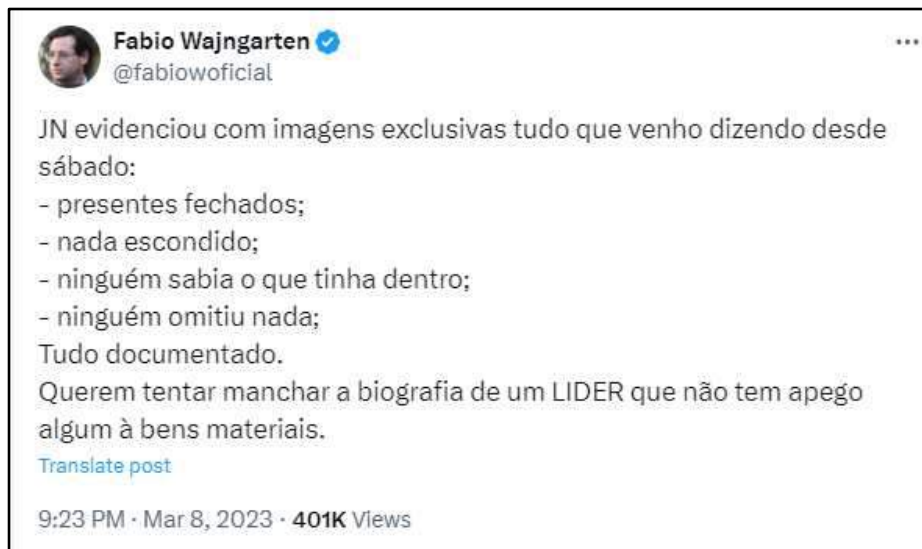 Fabio Wajngarten
@fabiowoficial
JN evidenciou com imagens exclusivas tudo que venho dizendo desde
sábado:
- presentes fechados;
- nada escondido;
- ninguém sabia o que tinha dentro;
- ninguém omitiu nada;
Tudo documentado.
Querem tentar manchar a biografia de um LIDER que não tem apego
algum à bens materiais.
Translate post
9:23 PM · Mar 8, 2023 · 401K Views